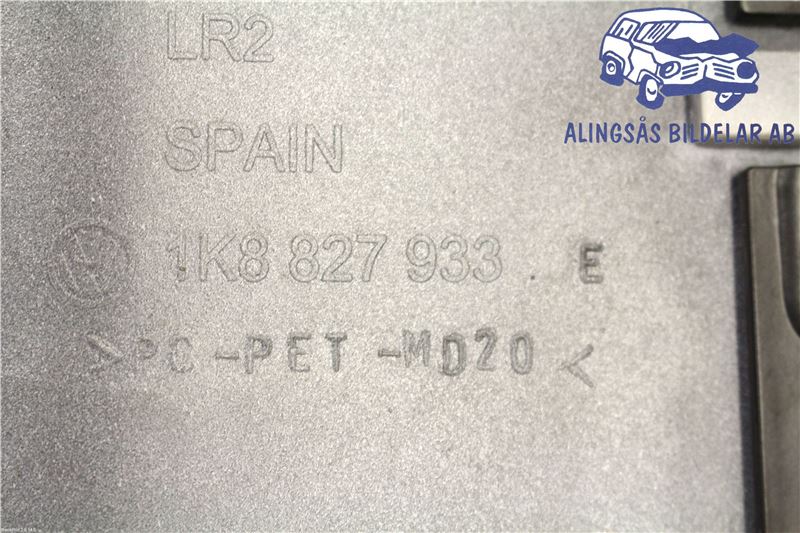 LR2
ALINGSÅS BILDELAR AB
SPAIN
1K8 827 933 . E
>PC-PET-MD20<